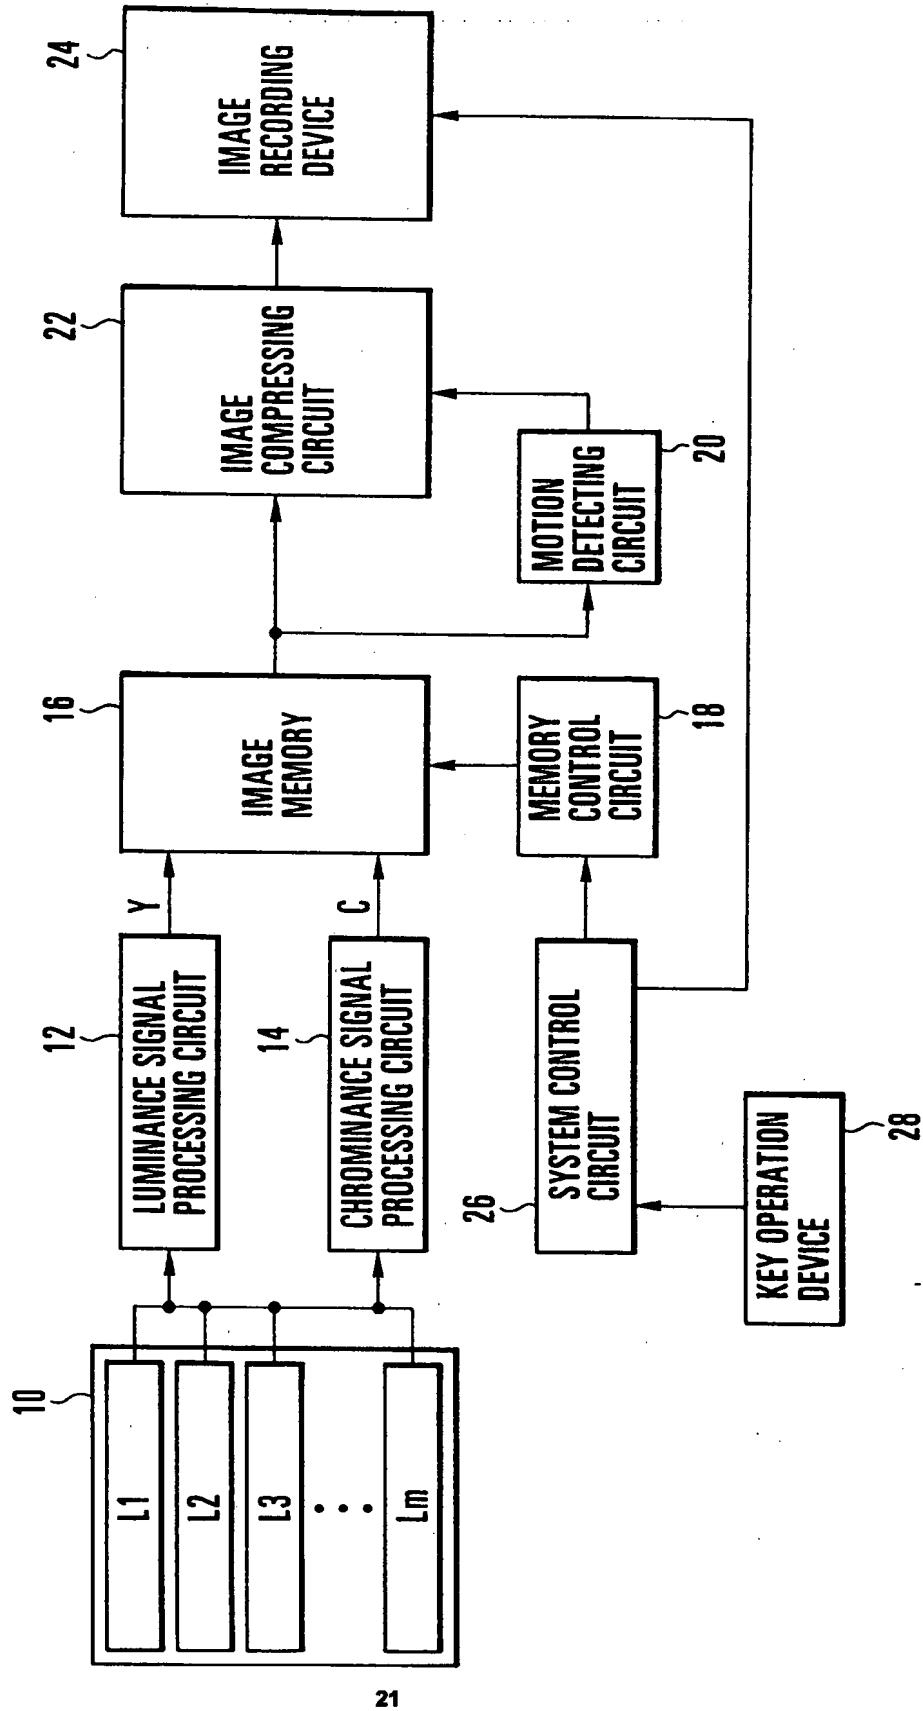 10
L1
L2
L3
Lm
12
LUMINANCE SIGNAL
PROCESSING CIRCUIT
Y
14
CHROMINANCE SIGNAL
PROCESSING CIRCUIT
C
16
IMAGE
MEMORY
22
IMAGE
COMPRESSING
CIRCUIT
24
IMAGE
RECORDING
DEVICE
26
SYSTEM CONTROL
CIRCUIT
MEMORY
CONTROL
CIRCUIT
18
MOTION
DETECTING
CIRCUIT
20
KEY OPERATION
DEVICE
28
21